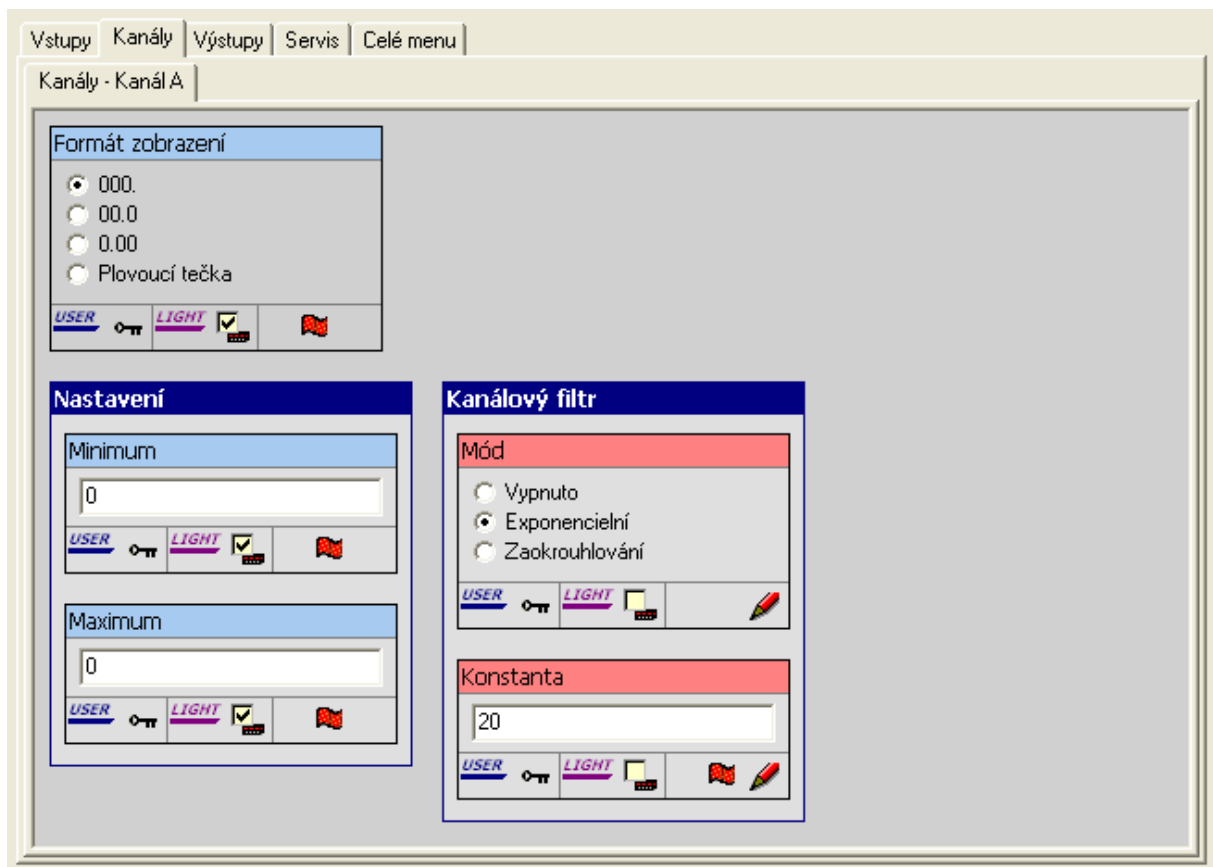 Vstupy Kanály Výstupy Servis Celé menu
Kanály - Kanál A
Formát zobrazení
000.
00.0
0.00
Plovoucí tečka
USER LIGHT
Nastavení
Minimum
0
USER LIGHT
Maximum
0
USER LIGHT
Kanálový filtr
Mód
Vypnuto
Exponencielní
Zaokrouhlování
USER LIGHT
Konstanta
20
USER LIGHT